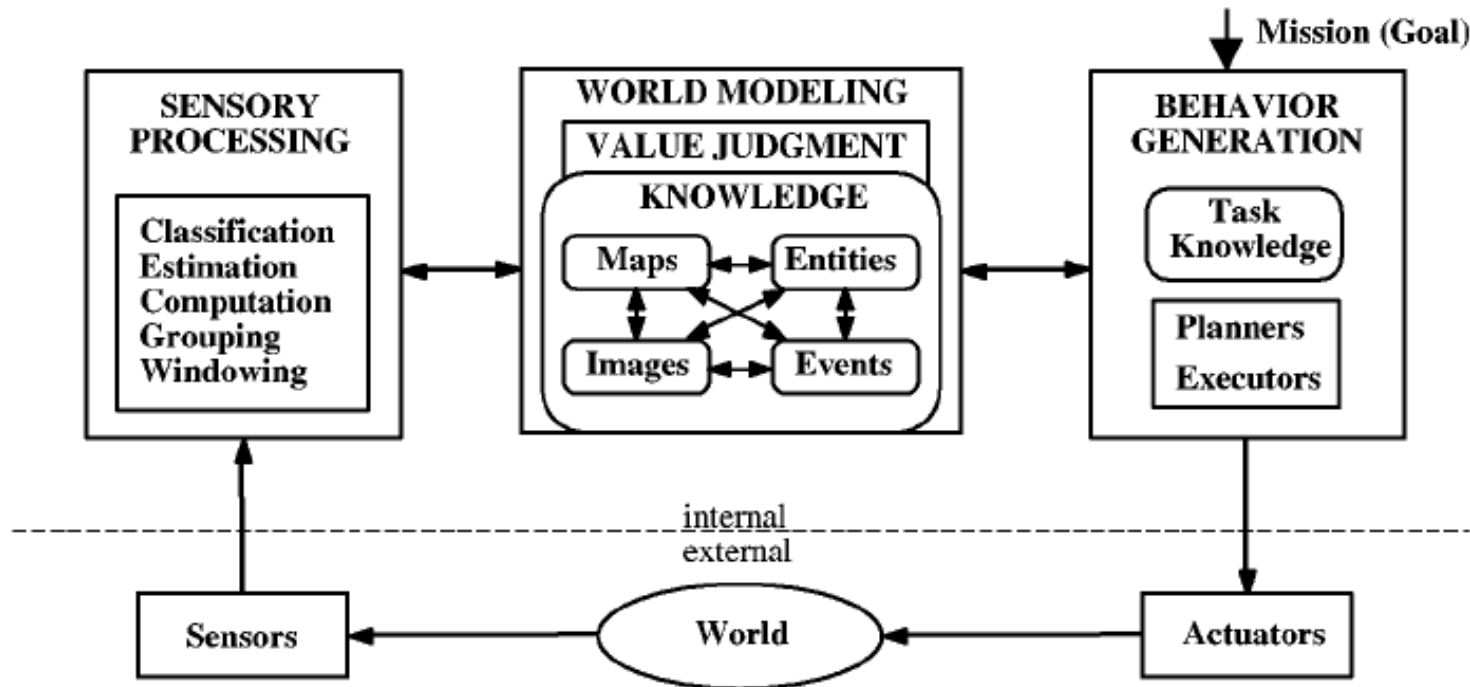 Mission (Goal)
SENSORY
PROCESSING
Classification
Estimation
Computation
Grouping
Windowing
WORLD MODELING
VALUE JUDGMENT
KNOWLEDGE
Maps
Entities
Images
Events
BEHAVIOR
GENERATION
Task
Knowledge
Planners
Executors
internal
external
Sensors
World
Actuators